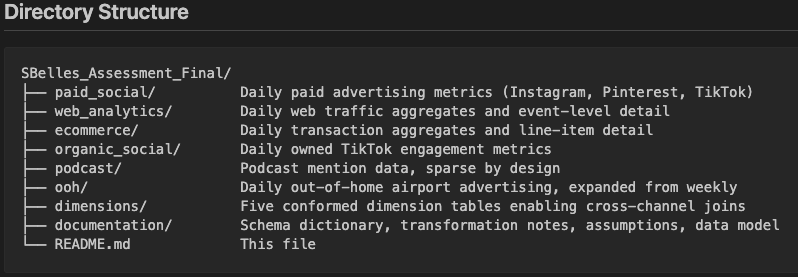 Directory Structure
SBelles_Assessment_Final/
├── paid_social/ Daily paid advertising metrics (Instagram, Pinterest, TikTok)
├── web_analytics/ Daily web traffic aggregates and event-level detail
├── ecommerce/ Daily transaction aggregates and line-item detail
├── organic_social/ Daily owned TikTok engagement metrics
├── podcast/ Podcast mention data, sparse by design
├── ooh/ Daily out-of-home airport advertising, expanded from weekly
├── dimensions/ Five conformed dimension tables enabling cross-channel joins
├── documentation/ Schema dictionary, transformation notes, assumptions, data model
└── README.md This file